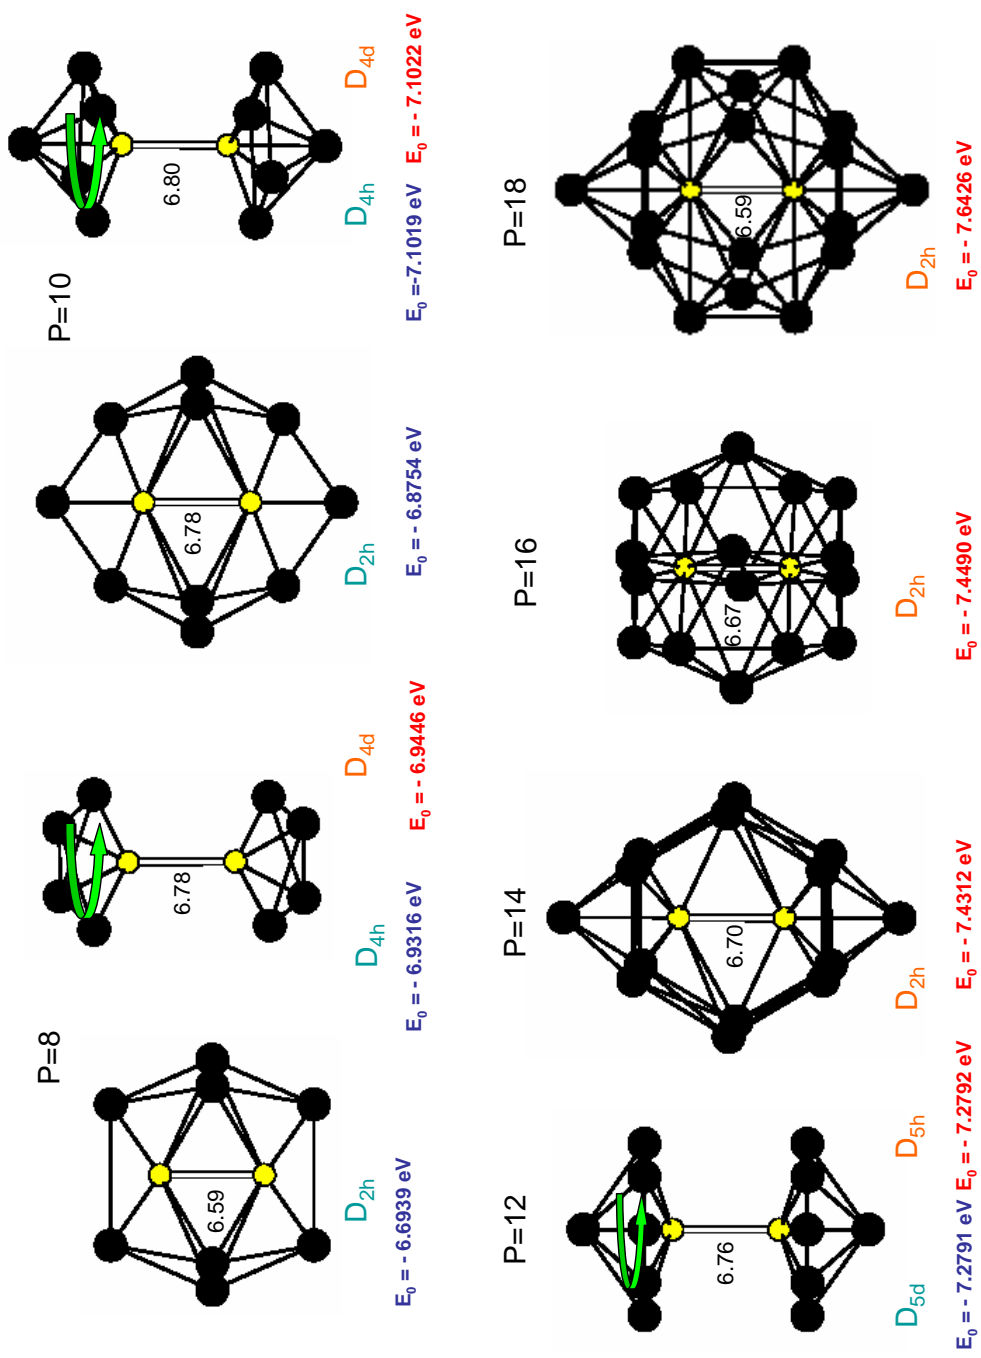 P=8
6.59
D2h
E0 = - 6.6939 eV
6.78
D4h
D4d
E0 = - 6.9316 eV
E0 = - 6.9446 eV
P=10
6.78
D2h
E0 = - 6.8754 eV
6.80
D4h
D4d
E0 =-7.1019 eV
E0 = - 7.1022 eV
P=12
6.76
D5d
D5h
E0 = - 7.2791 eV
E0 = - 7.2792 eV
P=14
6.70
D2h
E0 = - 7.4312 eV
P=16
6.67
D2h
E0 = - 7.4490 eV
P=18
6.59
D2h
E0 = - 7.6426 eV